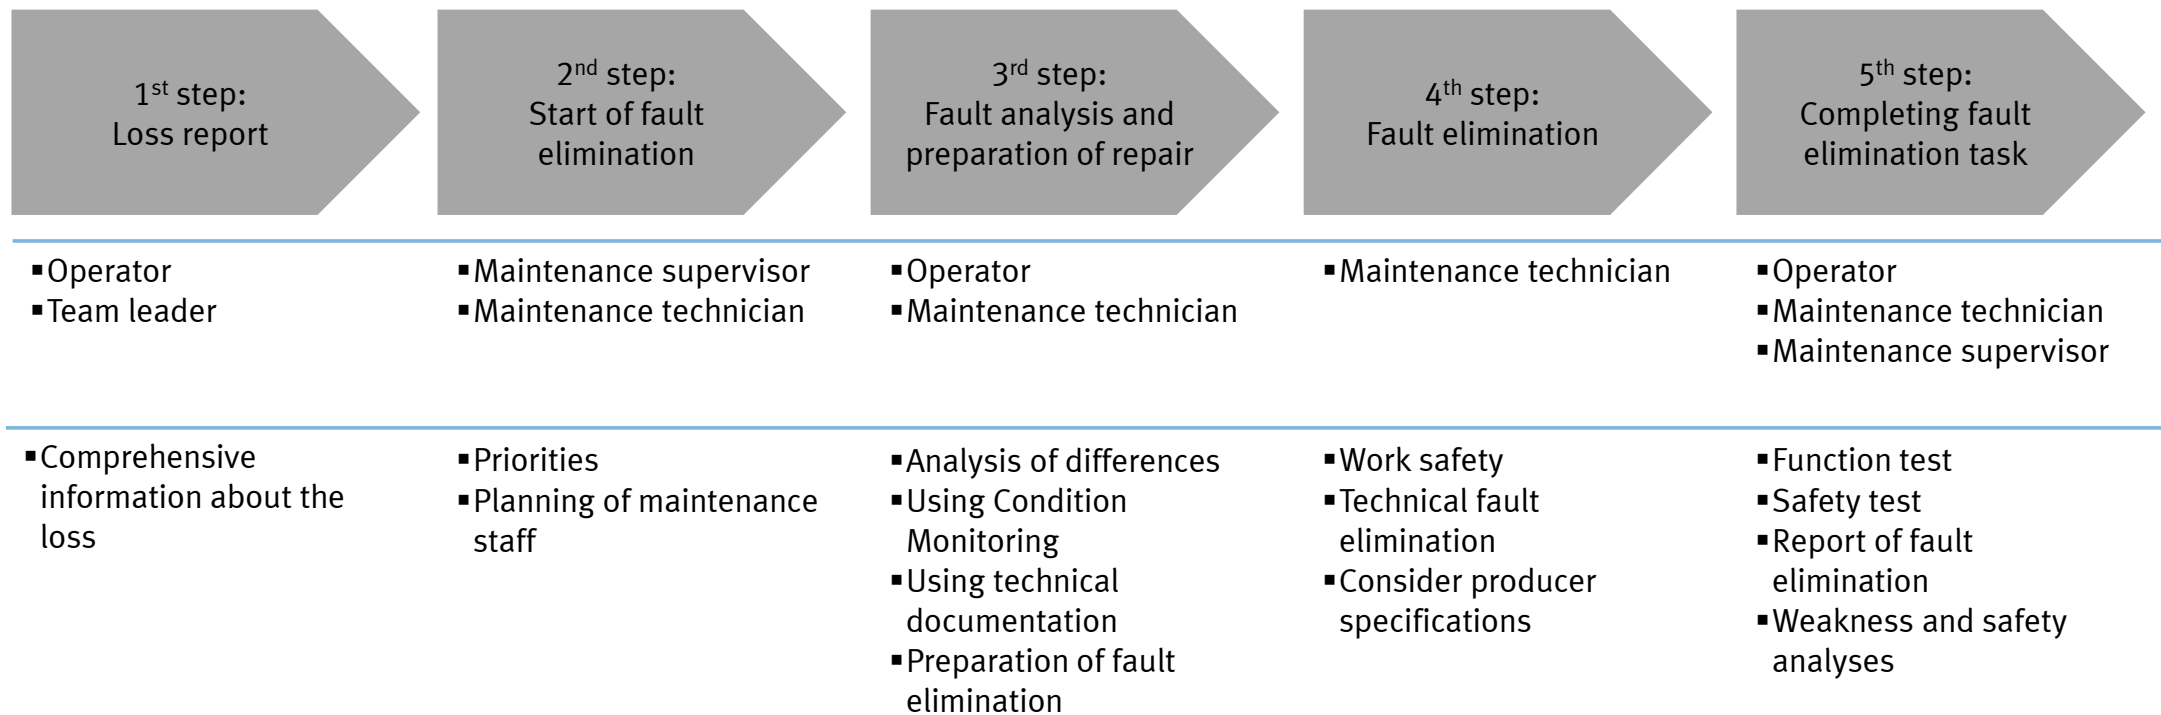 1st step:
Loss report
2nd step:
Start of fault
elimination
3rd step:
Fault analysis and
preparation of repair
4th step:
Fault elimination
5th step:
Completing fault
elimination task
▪Operator
▪Team leader
▪Maintenance supervisor
▪Maintenance technician
▪Operator
▪Maintenance technician
▪Maintenance technician
▪Operator
▪Maintenance technician
▪Maintenance supervisor
▪Comprehensive
information about the
loss
▪Priorities
▪Planning of maintenance
staff
▪Analysis of differences
▪Using Condition
Monitoring
▪Using technical
documentation
▪Preparation of fault
elimination
▪Work safety
▪Technical fault
elimination
▪Consider producer
specifications
▪Function test
▪Safety test
▪Report of fault
elimination
▪Weakness and safety
analyses